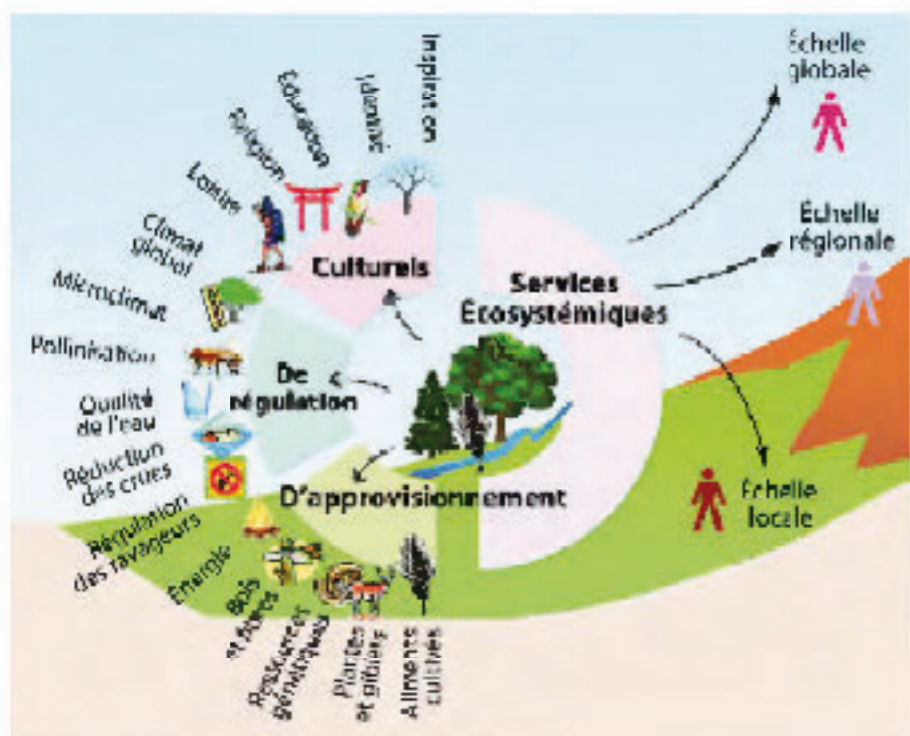 Inspiration
Identité
Éducation
Religion
Loisirs
Climat
global
Microclimat
Pollinisation
Qualité
de l'eau
Réduction
des crues
Régulation
des ravageurs
Énergie
Bois
et fibres
Ressources
génétiques
Plantes
et gibiers
Aliments
cultivés
Culturels
De
régulation
D'approvisionnement
Services
Écosystémiques
Échelle
globale
Échelle
régionale
Échelle
locale